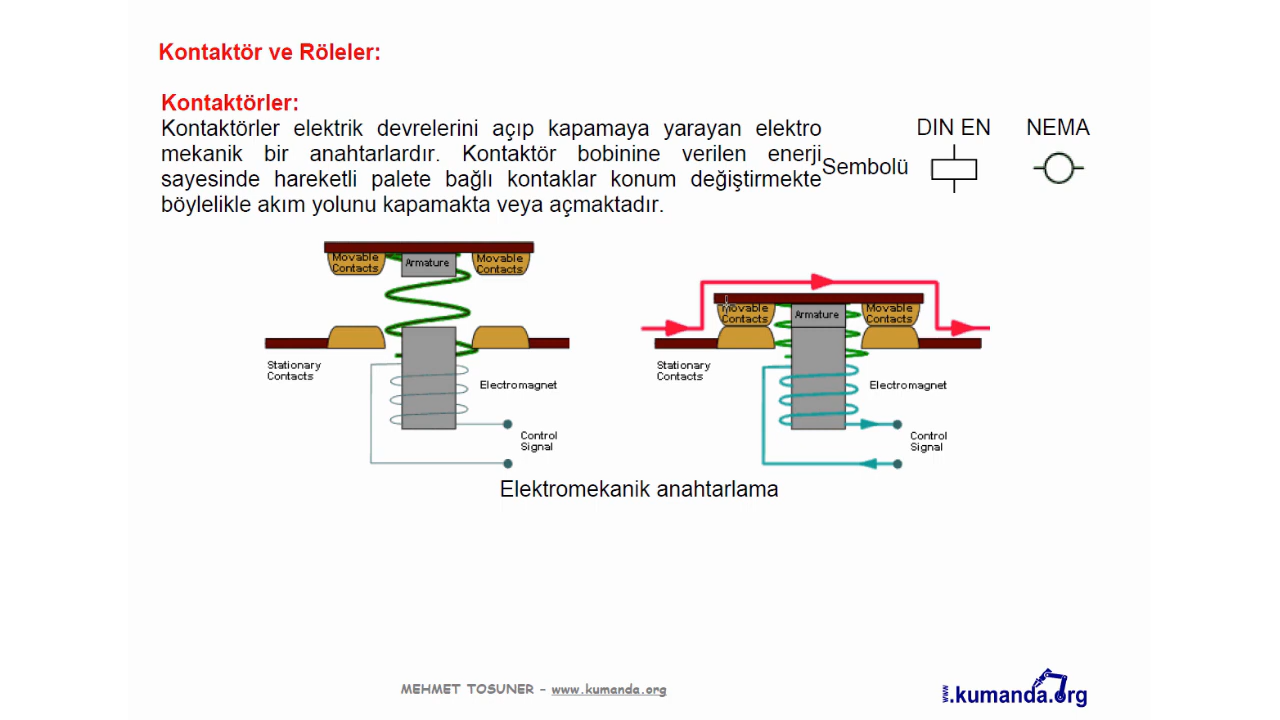 Kontaktör ve Röleler:
Kontaktörler:
Kontaktörler elektrik devrelerini açıp kapamaya yarayan elektro
mekanik bir anahtarlardır. Kontaktör bobinine verilen enerji
sayesinde hareketli palete bağlı kontaklar konum değiştirmekte
böylelikle akım yolunu kapamakta veya açmaktadır.
DIN EN NEMA
Sembolü
Movable
Contacts
Armature
Movable
Contacts
Stationary
Contacts
Electromagnet
Control
Signal
Movable
Contacts
Armature
Movable
Contacts
Stationary
Contacts
Electromagnet
Control
Signal
Elektromekanik anahtarlama
MEHMET TOSUNER - www.kumanda.org
www.kumanda.org